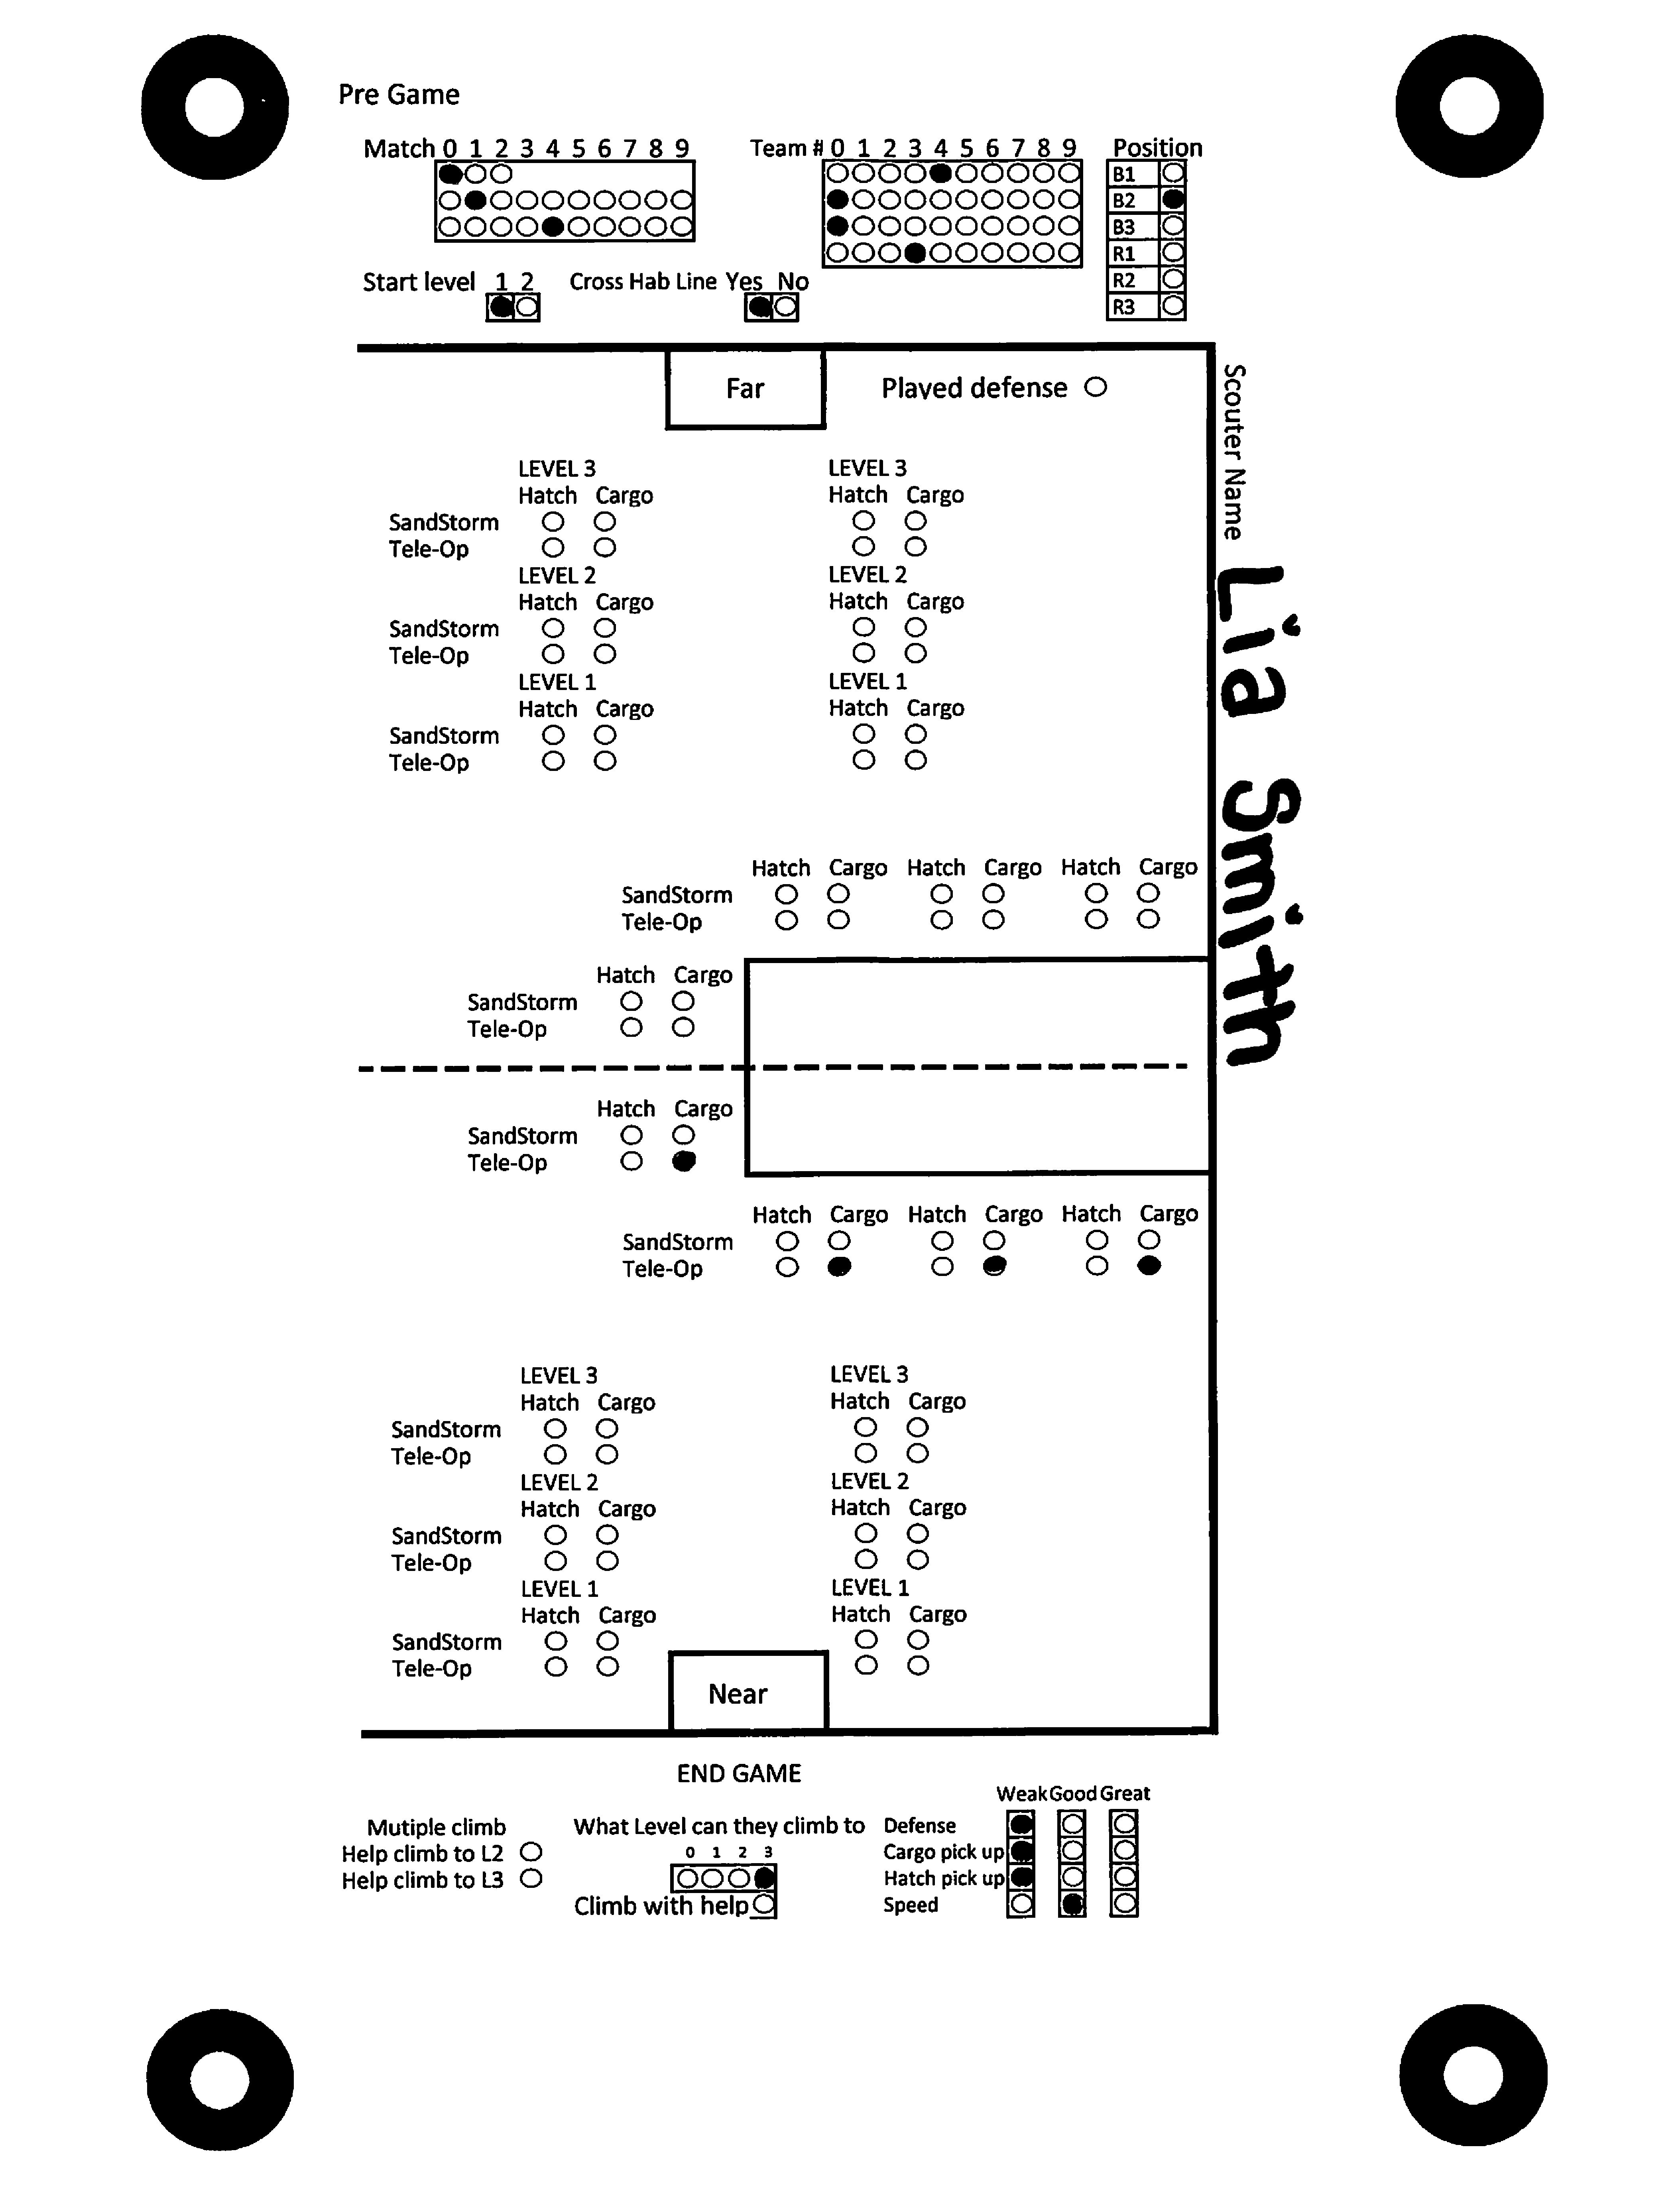 Pre Game
Match 0 1 2 3 4 5 6 7 8 9
Team # 0 1 2 3 4 5 6 7 8 9
Position
B1
B2
B3
R1
R2
R3
Start level 1 2
Cross Hab Line Yes No
Far
Played defense
Scouter Name Lia Smith
LEVEL 3 LEVEL 3
Hatch Cargo Hatch Cargo
SandStorm
Tele-Op
LEVEL 2 LEVEL 2
Hatch Cargo Hatch Cargo
SandStorm
Tele-Op
LEVEL 1 LEVEL 1
Hatch Cargo Hatch Cargo
SandStorm
Tele-Op
Hatch Cargo Hatch Cargo Hatch Cargo
SandStorm
Tele-Op
Hatch Cargo
SandStorm
Tele-Op
Hatch Cargo
SandStorm
Tele-Op
Hatch Cargo Hatch Cargo Hatch Cargo
SandStorm
Tele-Op
LEVEL 3 LEVEL 3
Hatch Cargo Hatch Cargo
SandStorm
Tele-Op
LEVEL 2 LEVEL 2
Hatch Cargo Hatch Cargo
SandStorm
Tele-Op
LEVEL 1 LEVEL 1
Hatch Cargo Hatch Cargo
SandStorm
Tele-Op
Near
END GAME
Mutiple climb
Help climb to L2
Help climb to L3
What Level can they climb to
0 1 2 3
Climb with help
Weak Good Great
Defense
Cargo pick up
Hatch pick up
Speed